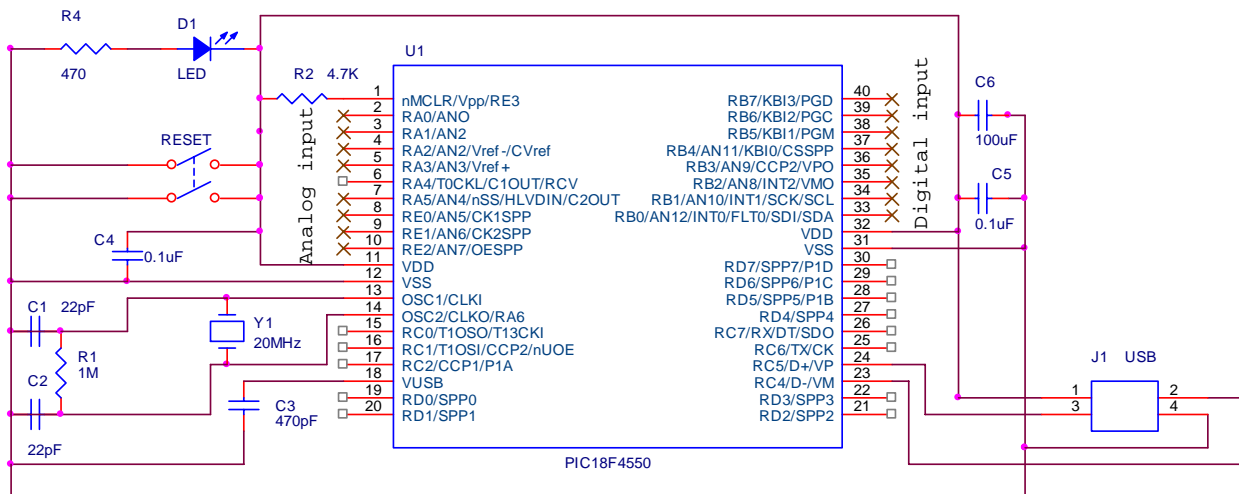 R4
470
D1
LED
U1
R2 4.7K
RESET
C4
0.1uF
C1 22pF
C2
22pF
R1
1M
Y1
20MHz
C3
470pF
Analog input
1 nMCLR/Vpp/RE3
2 RA0/ANO
3 RA1/AN2
4 RA2/AN2/Vref-/CVref
5 RA3/AN3/Vref+
6 RA4/T0CKL/C1OUT/RCV
7 RA5/AN4/nSS/HLVDIN/C2OUT
8 RE0/AN5/CK1SPP
9 RE1/AN6/CK2SPP
10 RE2/AN7/OESPP
11 VDD
12 VSS
13 OSC1/CLKI
14 OSC2/CLKO/RA6
15 RC0/T1OSO/T13CKI
16 RC1/T1OSI/CCP2/nUOE
17 RC2/CCP1/P1A
18 VUSB
19 RD0/SPP0
20 RD1/SPP1
RB7/KBI3/PGD 40
RB6/KBI2/PGC 39
RB5/KBI1/PGM 38
RB4/AN11/KBI0/CSSPP 37
RB3/AN9/CCP2/VPO 36
RB2/AN8/INT2/VMO 35
RB1/AN10/INT1/SCK/SCL 34
RB0/AN12/INT0/FLT0/SDI/SDA 33
VDD 32
VSS 31
RD7/SPP7/P1D 30
RD6/SPP6/P1C 29
RD5/SPP5/P1B 28
RD4/SPP4 27
RC7/RX/DT/SDO 26
RC6/TX/CK 25
RC5/D+/VP 24
RC4/D-/VM 23
RD3/SPP3 22
RD2/SPP2 21
PIC18F4550
Digital input
C6
100uF
C5
0.1uF
J1 USB
1 2
3 4